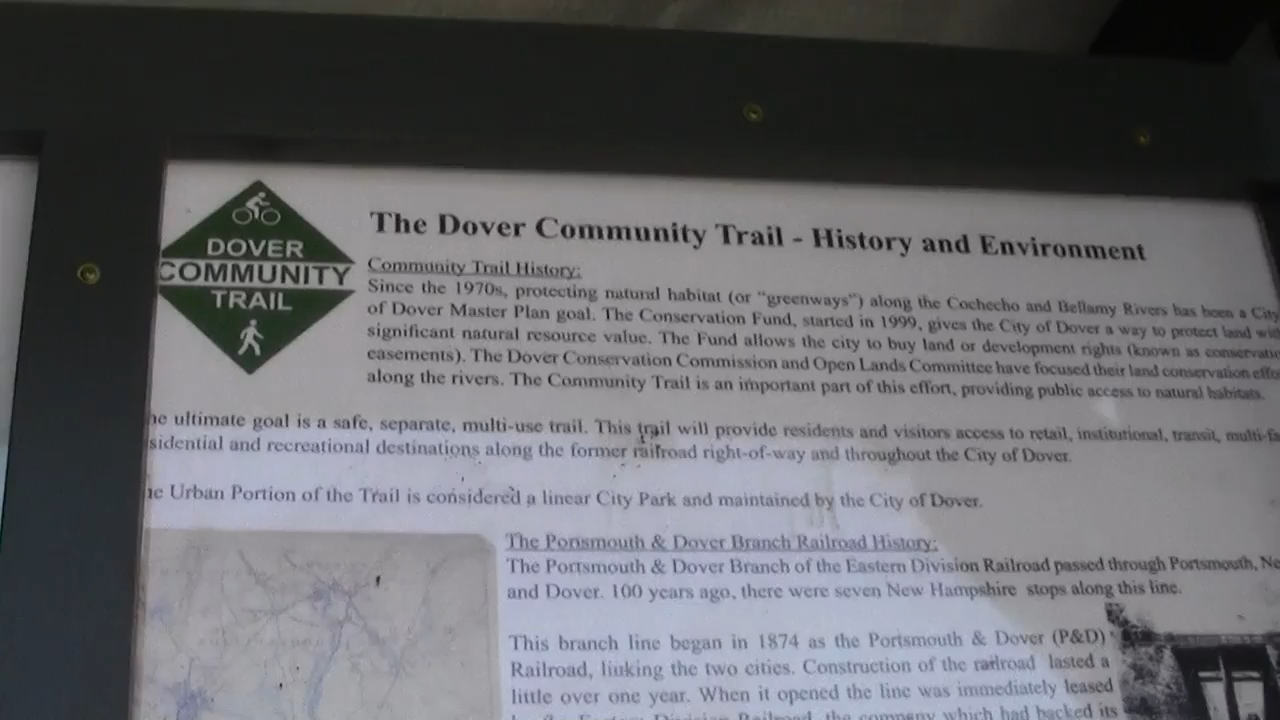 DOVER
COMMUNITY
TRAIL
The Dover Community Trail - History and Environment
Community Trail History:
Since the 1970s, protecting natural habitat (or "greenways") along the Cochecho and Bellamy Rivers has been a City
of Dover Master Plan goal. The Conservation Fund, started in 1999, gives the City of Dover a way to protect land
significant natural resource value. The Fund allows the city to buy land or development rights (known as
easements). The Dover Conservation Commission and Open Lands Committee have focused their land conservation
along the rivers. The Community Trail is an important part of this effort, providing public access to natural habitats.
he ultimate goal is a safe, separate, multi-use trail. This trail will provide residents and visitors access to retail, institutional, transit,
sidential and recreational destinations along the former railroad right-of-way and throughout the City of Dover.
he Urban Portion of the Trail is considered a linear City Park and maintained by the City of Dover.
The Portsmouth & Dover Branch Railroad History:
The Portsmouth & Dover Branch of the Eastern Division Railroad passed through Portsmouth, Ne
and Dover. 100 years ago, there were seven New Hampshire stops along this line.
This branch line began in 1874 as the Portsmouth & Dover (P&D)
Railroad, linking the two cities. Construction of the railroad lasted a
little over one year. When it opened the line was immediately leased
Railroad, the company which had backed its